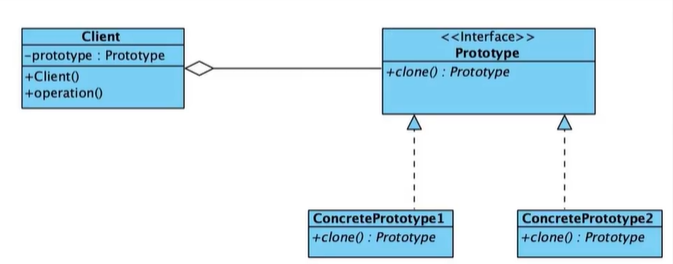 Client
-prototype : Prototype
+Client()
+operation()
<<Interface>>
Prototype
+clone() : Prototype
ConcretePrototype1
+clone() : Prototype
ConcretePrototype2
+clone() : Prototype